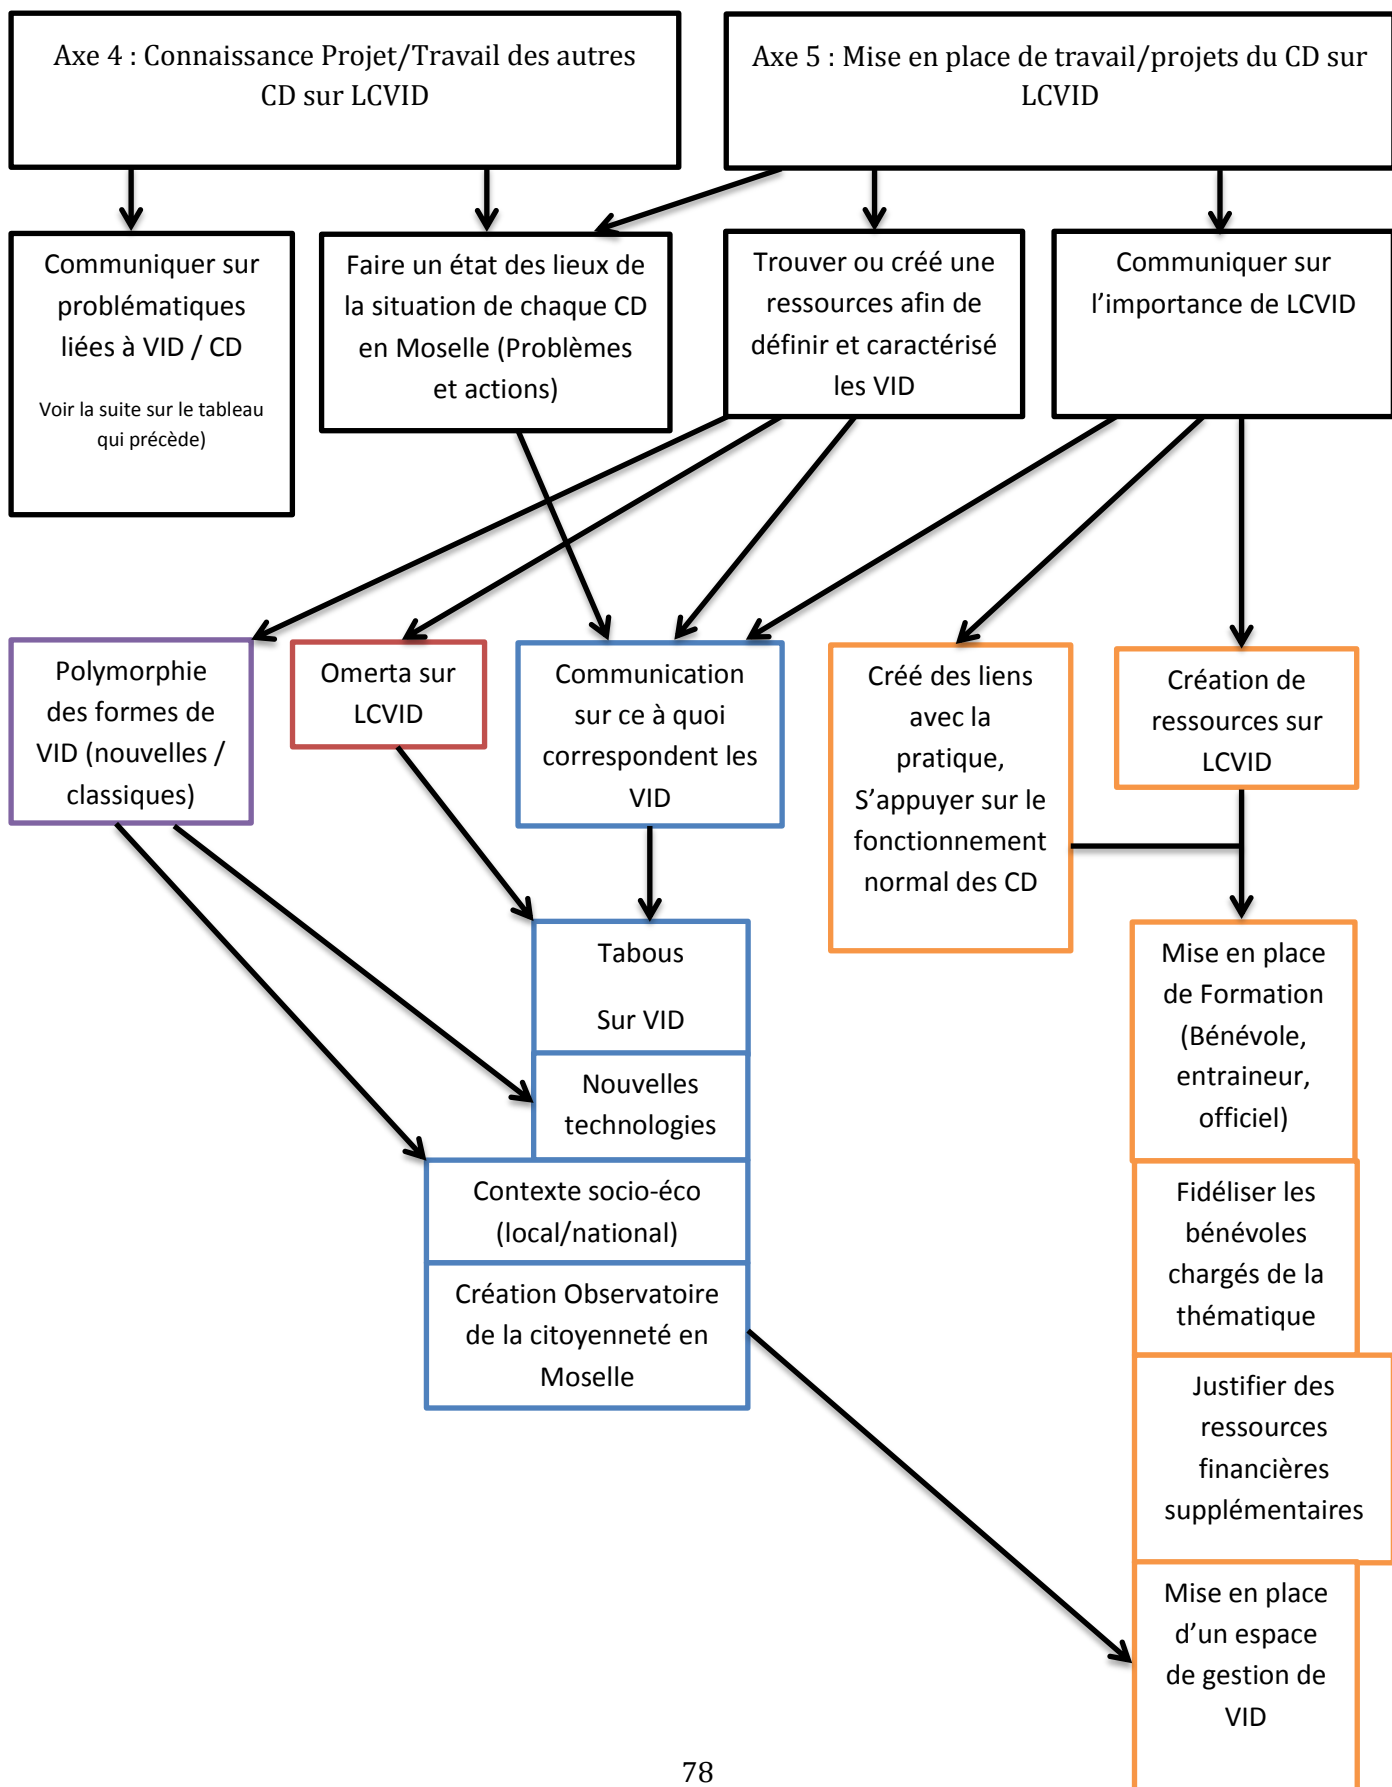 Axe 4 : Connaissance Projet/Travail des autres
CD sur LCVID
Axe 5 : Mise en place de travail/projets du CD sur
LCVID
Communiquer sur
problématiques
liées à VID / CD
Voir la suite sur le tableau
qui précède)
Faire un état des lieux de
la situation de chaque CD
en Moselle (Problèmes
et actions)
Trouver ou créé une
ressources afin de
définir et caractérisé
les VID
Communiquer sur
l’importance de LCVID
Polymorphie
des formes de
VID (nouvelles /
classiques)
Omerta sur
LCVID
Communication
sur ce à quoi
correspondent les
VID
Créé des liens
avec la
pratique,
S’appuyer sur le
fonctionnement
normal des CD
Création de
ressources sur
LCVID
Tabous
Sur VID
Nouvelles
technologies
Contexte socio-éco
(local/national)
Création Observatoire
de la citoyenneté en
Moselle
Mise en place
de Formation
(Bénévole,
entraineur,
officiel)
Fidéliser les
bénévoles
chargés de la
thématique
Justifier des
ressources
financières
supplémentaires
Mise en place
d’un espace
de gestion de
VID
78